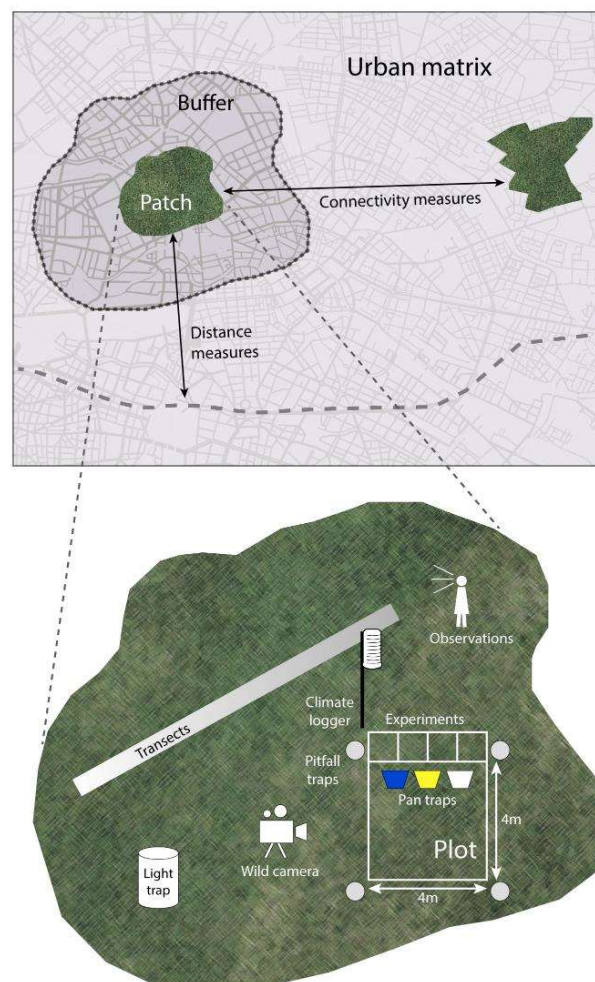 Urban matrix
Buffer
Patch
Connectivity measures
Distance
measures
Observations
Transects
Climate
logger
Experiments
Pitfall
traps
Pan traps
4m
Plot
Wild camera
Light
trap
4m